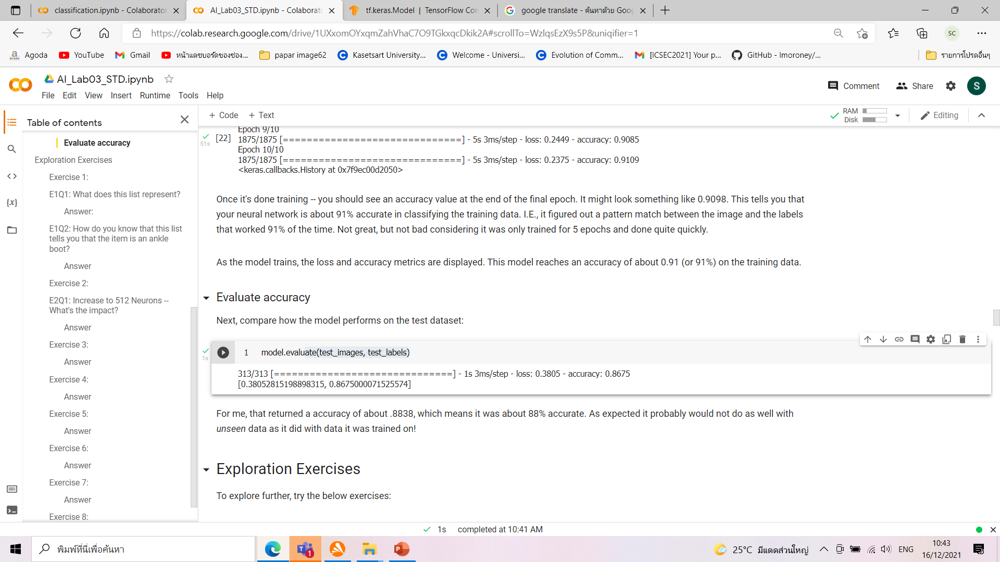 classification.ipynb - Colaborator
AI_Lab03_STD.ipynb - Colaborato
tf.keras.Model | TensorFlow Cor
google translate - ค้นหาด้วย Goog
https://colab.research.google.com/drive/1UXxomOYxqmZahVhaC7O9TGkxqcDkik2A#scrollTo=WzlqsEzX9s5P&uniqifier=1
SC
Agoda
YouTube
Gmail
หน้าแดชบอร์ดของช่อง...
papar image62
Kasetsart University...
Welcome - Universi...
Evolution of Comm...
[ICSEC2021] Your p...
GitHub - lmoroney/...
รายการโปรดอื่นๆ
AI_Lab03_STD.ipynb
File Edit View Insert Runtime Tools Help
Comment
Share
S
Table of contents
+ Code + Text
RAM
Disk
Editing
Evaluate accuracy
Exploration Exercises
Exercise 1:
E1Q1: What does this list represent?
Answer:
E1Q2: How do you know that this list
tells you that the item is an ankle
boot?
Answer
Exercise 2:
E2Q1: Increase to 512 Neurons --
What's the impact?
Answer
Exercise 3:
Answer
Exercise 4:
Answer
Exercise 5:
Answer
Exercise 6:
Answer
Exercise 7:
Answer
Exercise 8:
Epoch 9/10
51s
[22]
1875/1875 [==============================] - 5s 3ms/step - loss: 0.2449 - accuracy: 0.9085
Epoch 10/10
1875/1875 [==============================] - 5s 3ms/step - loss: 0.2375 - accuracy: 0.9109
<keras.callbacks.History at 0x7f9ec00d2050>
Once it's done training -- you should see an accuracy value at the end of the final epoch. It might look something like 0.9098. This tells you that
your neural network is about 91% accurate in classifying the training data. I.E., it figured out a pattern match between the image and the labels
that worked 91% of the time. Not great, but not bad considering it was only trained for 5 epochs and done quite quickly.
As the model trains, the loss and accuracy metrics are displayed. This model reaches an accuracy of about 0.91 (or 91%) on the training data.
Evaluate accuracy
Next, compare how the model performs on the test dataset:
1s
1 model.evaluate(test_images, test_labels)
313/313 [==============================] - 1s 3ms/step - loss: 0.3805 - accuracy: 0.8675
[0.38052815198898315, 0.8675000071525574]
For me, that returned a accuracy of about .8838, which means it was about 88% accurate. As expected it probably would not do as well with
unseen data as it did with data it was trained on!
Exploration Exercises
To explore further, try the below exercises:
1s completed at 10:41 AM
พิมพ์ที่นี่เพื่อค้นหา
1
25°C มีแดดส่วนใหญ่
ENG
10:43
16/12/2021